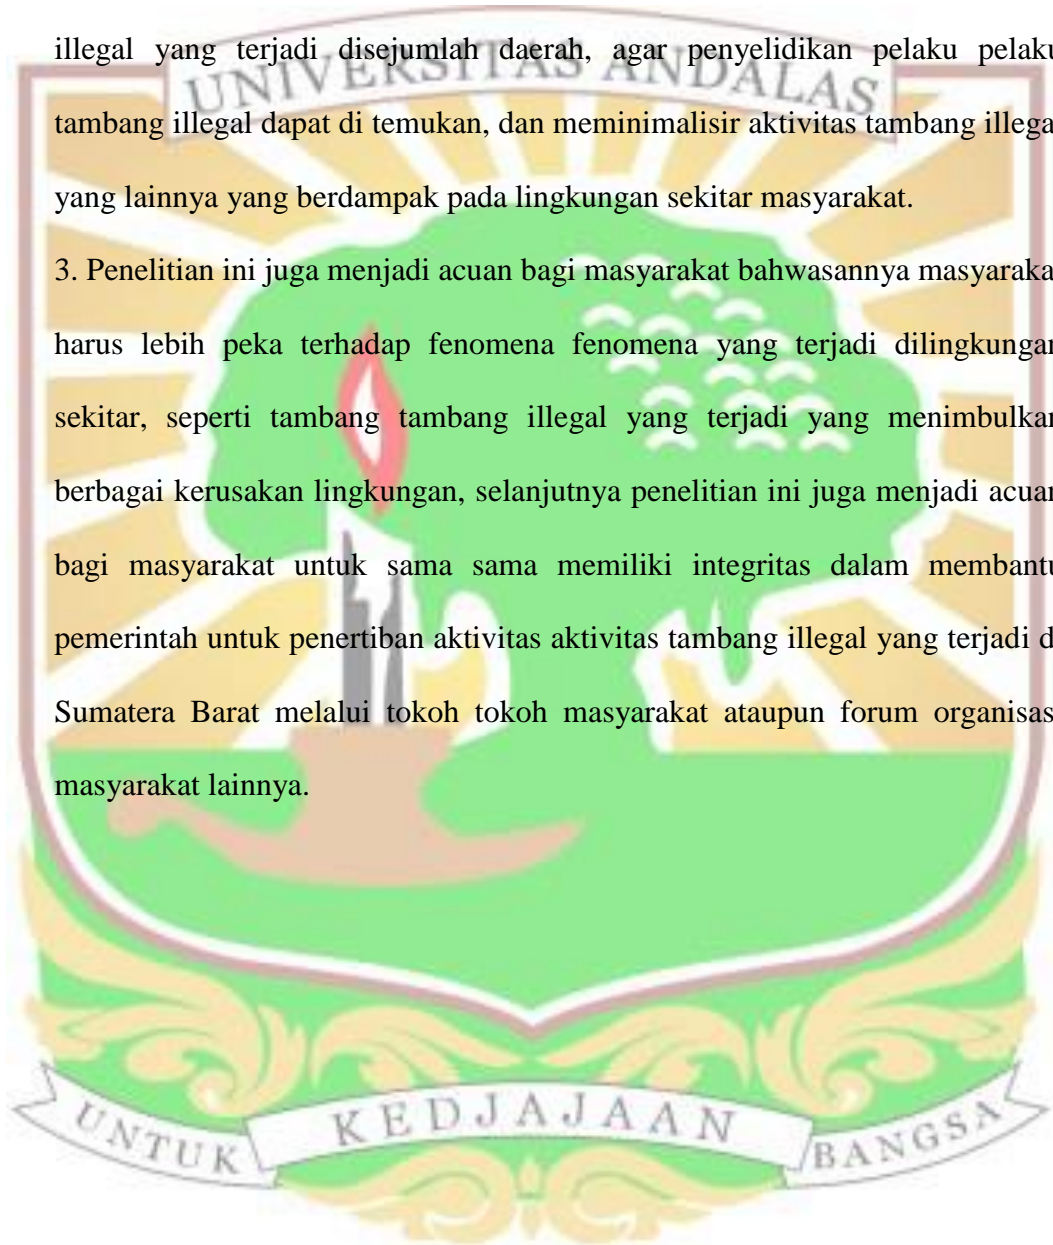 illegal yang terjadi disejumlah daerah, agar penyelidikan pelaku pelaku
UNIVERSITAS ANDALAS
tambang illegal dapat di temukan, dan meminimalisir aktivitas tambang illega
yang lainnya yang berdampak pada lingkungan sekitar masyarakat.
3. Penelitian ini juga menjadi acuan bagi masyarakat bahwasannya masyaraka
harus lebih peka terhadap fenomena fenomena yang terjadi dilingkungan
sekitar, seperti tambang tambang illegal yang terjadi yang menimbulkan
berbagai kerusakan lingkungan, selanjutnya penelitian ini juga menjadi acuan
bagi masyarakat untuk sama sama memiliki integritas dalam membantu
pemerintah untuk penertiban aktivitas aktivitas tambang illegal yang terjadi d
Sumatera Barat melalui tokoh tokoh masyarakat ataupun forum organisas
masyarakat lainnya.
UNTUK KEDJAJAAN BANGSA